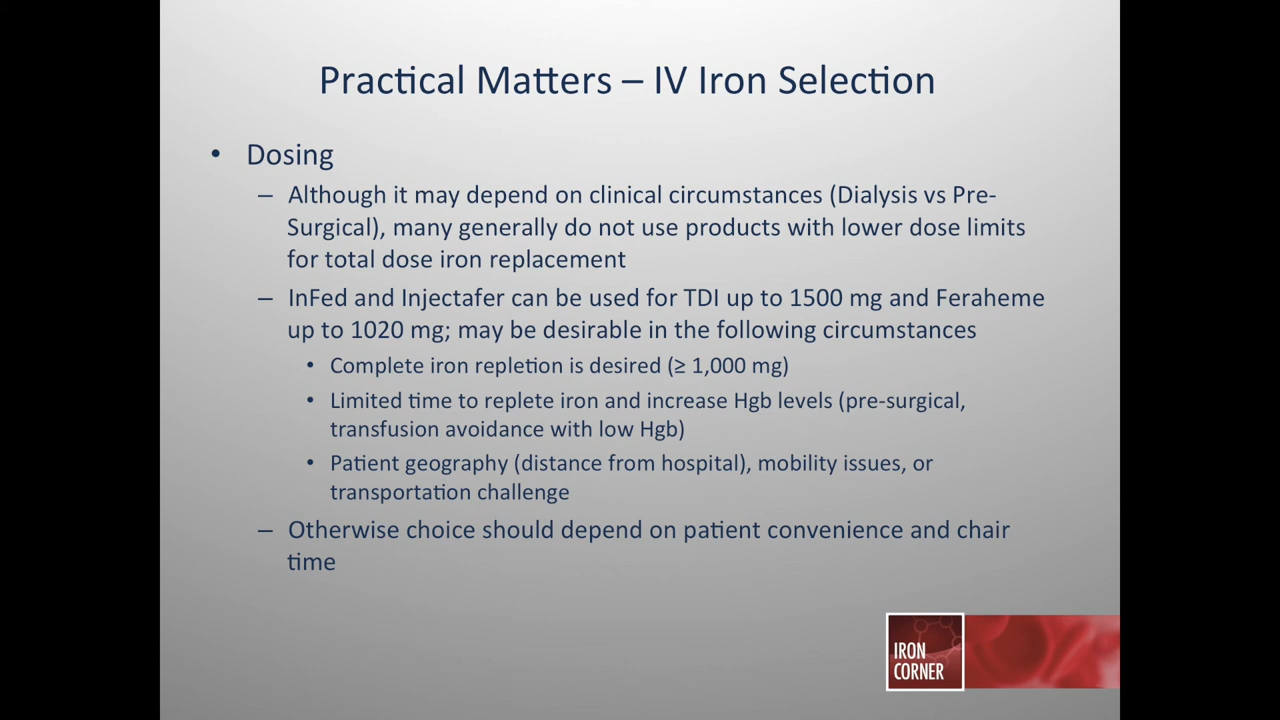 Practical Matters – IV Iron Selection
• Dosing
– Although it may depend on clinical circumstances (Dialysis vs Pre-
Surgical), many generally do not use products with lower dose limits
for total dose iron replacement
– InFed and Injectafer can be used for TDI up to 1500 mg and Feraheme
up to 1020 mg; may be desirable in the following circumstances
• Complete iron repletion is desired (≥ 1,000 mg)
• Limited time to replete iron and increase Hgb levels (pre-surgical,
transfusion avoidance with low Hgb)
• Patient geography (distance from hospital), mobility issues, or
transportation challenge
– Otherwise choice should depend on patient convenience and chair
time
IRON
CORNER